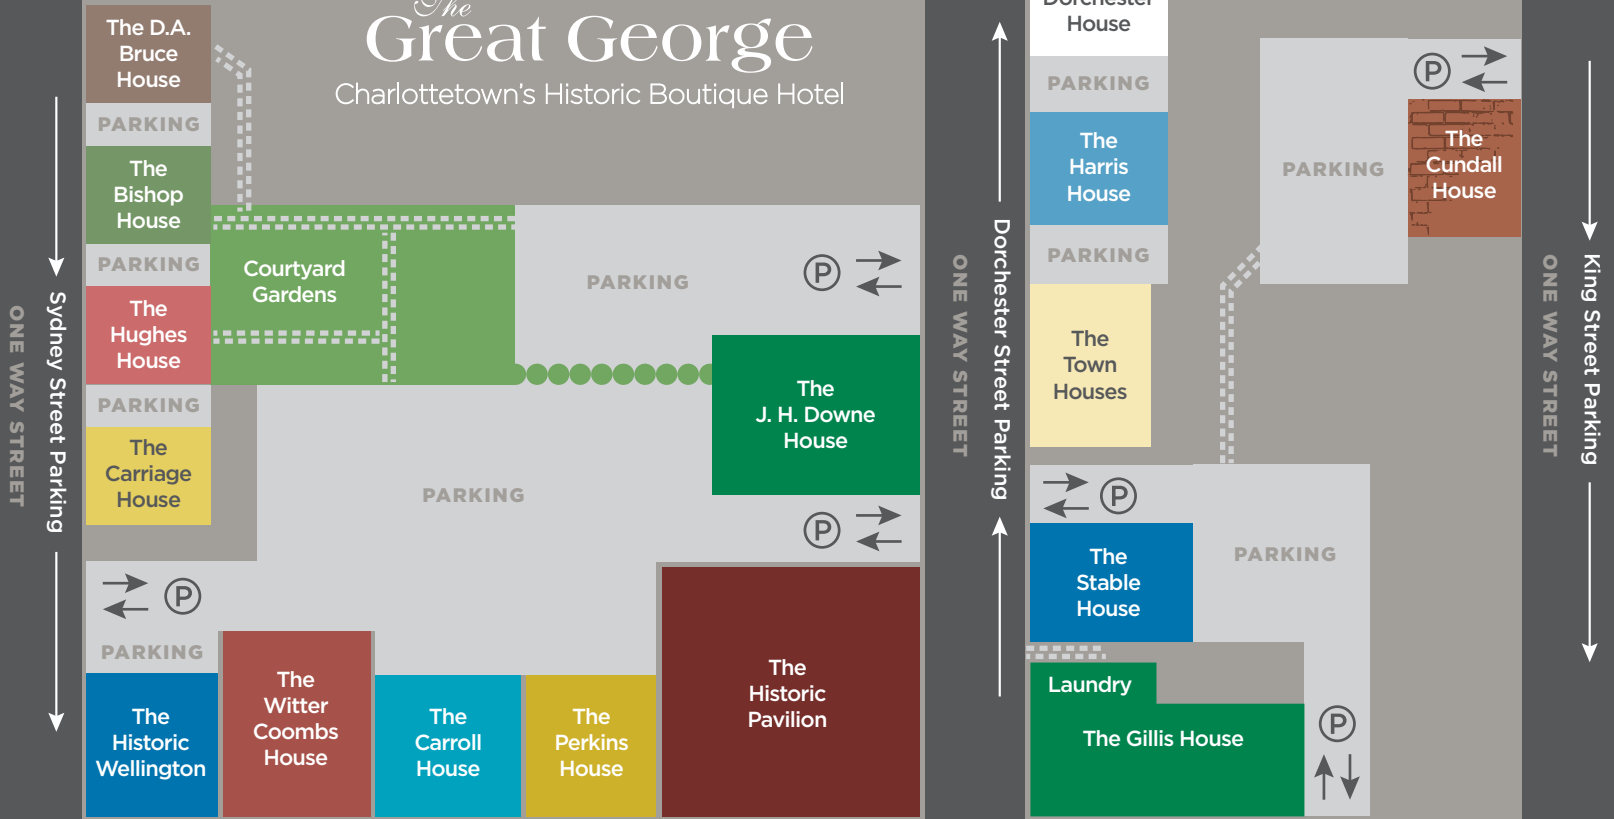 The
Great George
Charlottetown's Historic Boutique Hotel
The D.A.
Bruce
House
PARKING
The
Bishop
House
PARKING
The
Hughes
House
PARKING
The
Carriage
House
Courtyard
Gardens
PARKING
P
The
J. H. Downe
House
PARKING
P
P
PARKING
The
Historic
Wellington
The
Witter
Coombs
House
The
Carroll
House
The
Perkins
House
The
Historic
Pavilion
ONE WAY STREET
Sydney Street Parking
ONE WAY STREET
Dorchester Street Parking
Dorchester
House
PARKING
The
Harris
House
PARKING
The
Town
Houses
P
PARKING
The
Cundall
House
P
The
Stable
House
PARKING
Laundry
The Gillis House
P
ONE WAY STREET
King Street Parking